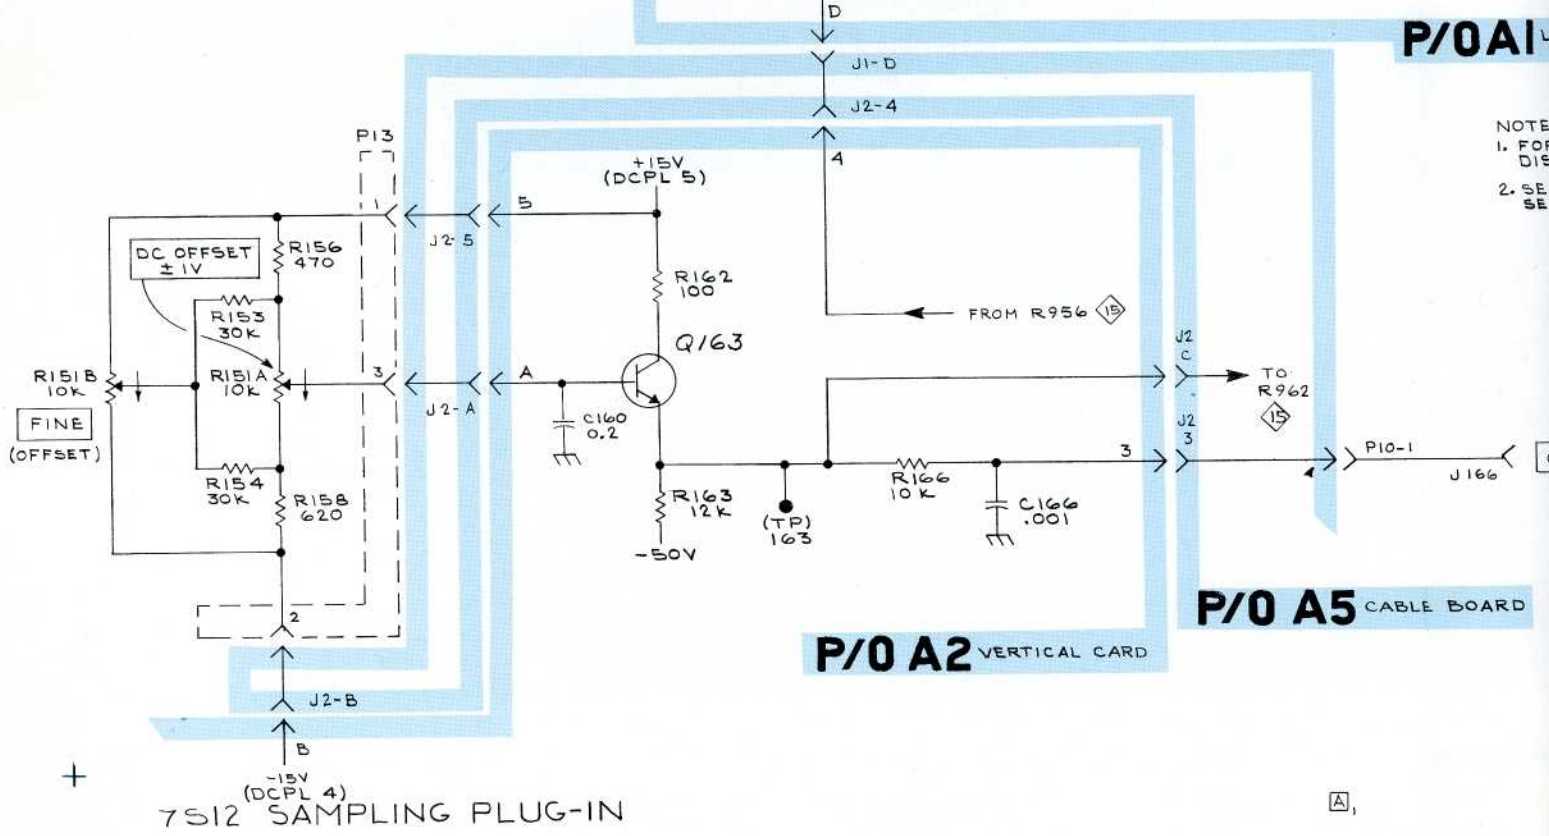 D
P/O A1
J1-D
J2-4
P13
4
NOTE
1. FOR
DIS
2. SE
SE
+15V
(DCPL 5)
1
5
J2-5
DC OFFSET
± 1V
R156
470
R162
100
R153
30K
FROM R956 15
Q163
J2
C
R151B
10K
R151A
10K
3
A
TO
R962
15
J2-A
FINE
(OFFSET)
C160
0.2
J2
3
3
P10-1
J166
R154
30K
R158
620
R163
12K
R166
10K
C166
.001
(TP)
163
-50V
P/O A5 CABLE BOARD
2
P/O A2 VERTICAL CARD
J2-B
B
-15V
(DCPL 4)
7S12 SAMPLING PLUG-IN
A1